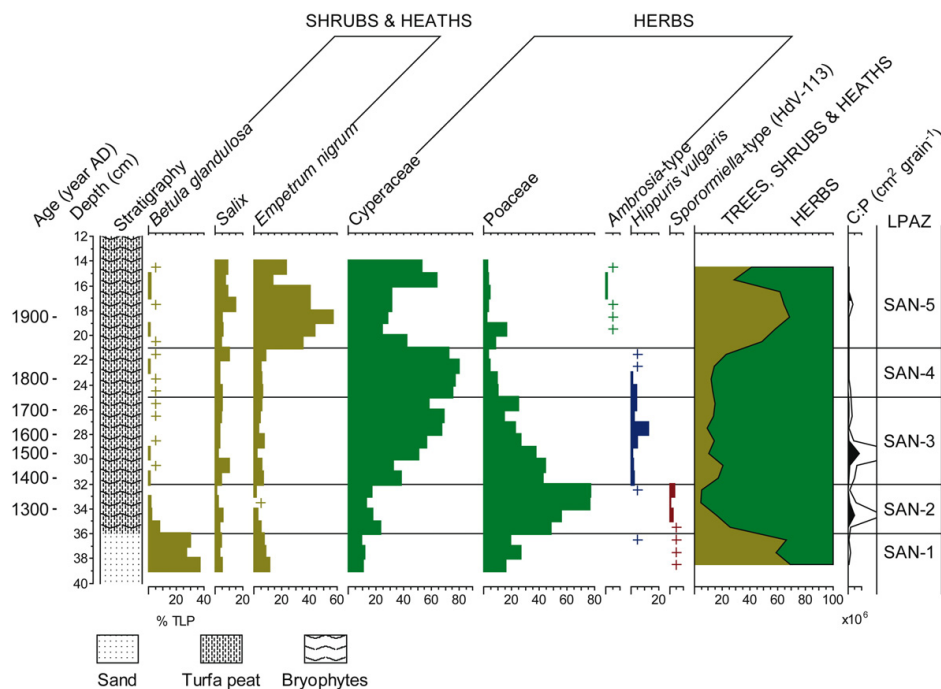 SHRUBS & HEATHS
HERBS
Age (year AD)
Depth (cm)
Stratigraphy
Betula glandulosa
Salix
Empetrum nigrum
Cyperaceae
Poaceae
Ambrosia-type
Hippuris vulgaris
Sporormiella-type (HdV-113)
TREES, SHRUBS & HEATHS
HERBS
C:P (cm² grain⁻¹)
LPAZ
12
14
16
18
20
22
24
25
26
28
30
32
34
36
38
40
1900
1800
1700
1600
1500
1400
1300
SAN-5
SAN-4
SAN-3
SAN-2
SAN-1
20 40
20
20 40 60
20 40 60 80
20 40 60 80
20
20 40 60 80 100
% TLP
x10⁶
Sand
Turfa peat
Bryophytes